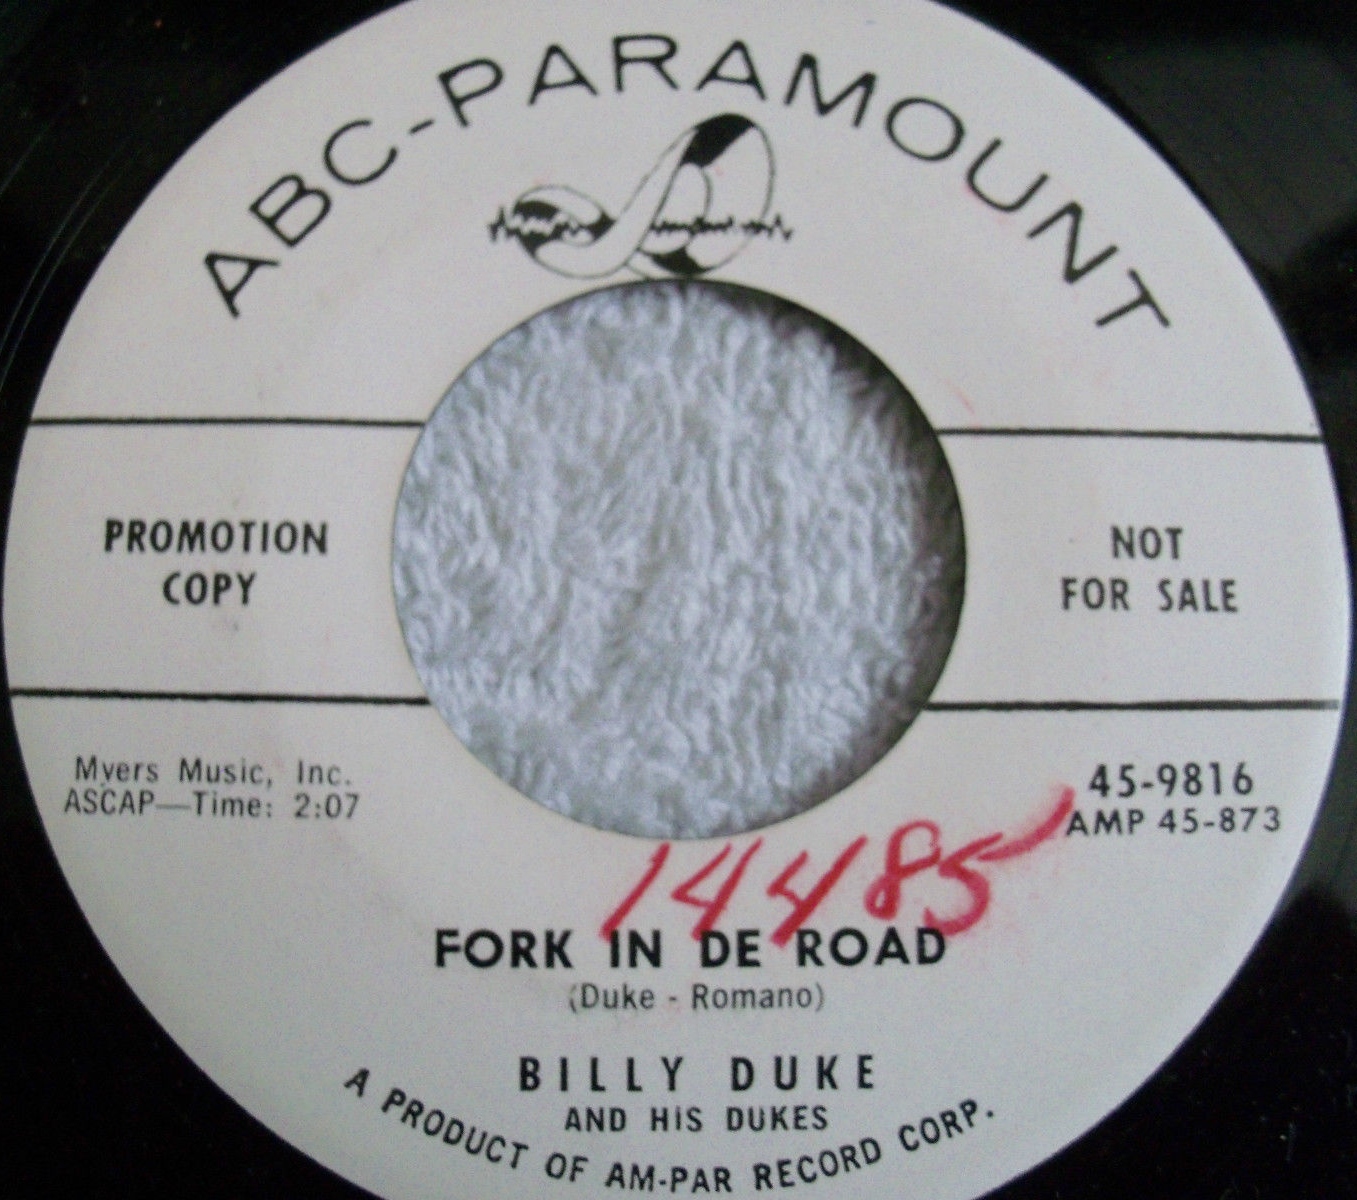 ABC-PARAMOUNT
PROMOTION
COPY
NOT
FOR SALE
Myers Music, Inc.
ASCAP—Time: 2:07
45-9816
AMP 45-873
14485
FORK IN DE ROAD
(Duke - Romano)
BILLY DUKE
AND HIS DUKES
A PRODUCT OF AM-PAR RECORD CORP.